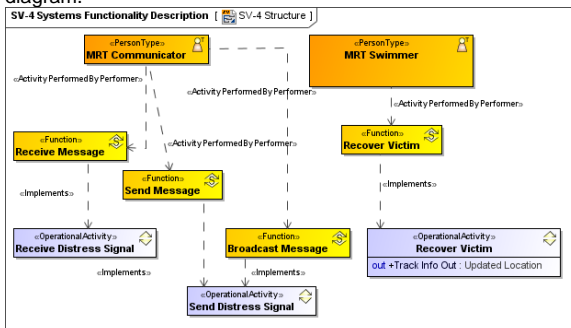 diagram.
SV-4 Systems Functionality Description [ SV-4 Structure ]
«PersonType»
MRT Communicator
«PersonType»
MRT Swimmer
«Activity Performed By Performer»
«Activity Performed By Performer»
«Activity Performed By Performer»
«Activity Performed By Performer»
«Function»
Receive Message
«Function»
Recover Victim
«Function»
Send Message
«Implements»
«Implements»
«OperationalActivity»
Receive Distress Signal
«Function»
Broadcast Message
«OperationalActivity»
Recover Victim
out +Track Info Out : Updated Location
«Implements»
«Implements»
«OperationalActivity»
Send Distress Signal